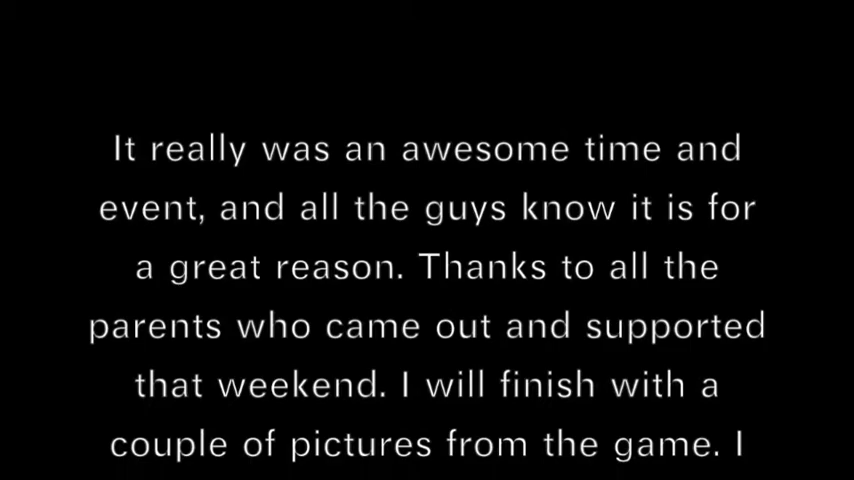 It really was an awesome time and
event, and all the guys know it is for
a great reason. Thanks to all the
parents who came out and supported
that weekend. I will finish with a
couple of pictures from the game. I